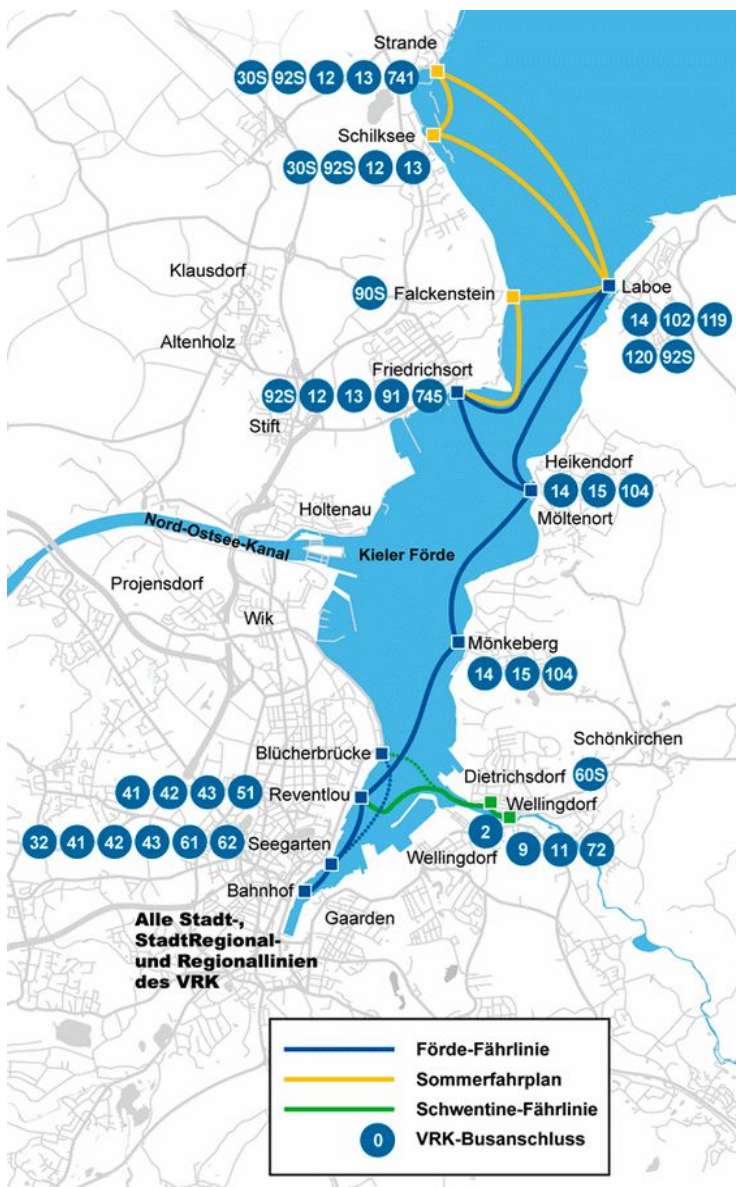 Strande
30S 92S 12 13 741
Schilksee
30S 92S 12 13
Klausdorf
90S Falckenstein
Laboe
14 102 119
120 92S
Altenholz
Friedrichsort
92S 12 13 91 745
Stift
Heikendorf
14 15 104
Möltenort
Holtenau
Nord-Ostsee-Kanal
Kieler Förde
Projensdorf
Wik
Mönkeberg
14 15 104
Schönkirchen
Blücherbrücke
Dietrichsdorf 60S
41 42 43 51 Reventlou
Wellingdorf
2
32 41 42 43 61 62 Seegarten
Wellingdorf 9 11 72
Bahnhof
Gaarden
Alle Stadt-,
StadtRegional-
und Regionallinien
des VRK
Förde-Fährlinie
Sommerfahrplan
Schwentine-Fährlinie
0 VRK-Busanschluss